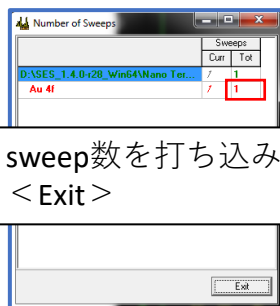 Number of Sweeps
Sweeps
Curr Tot
D:\SES_1.4.0-r28_Win64\Nano Ter... 1 1
Au 4f 1 1
sweep数を打ち込み
＜Exit＞
Exit